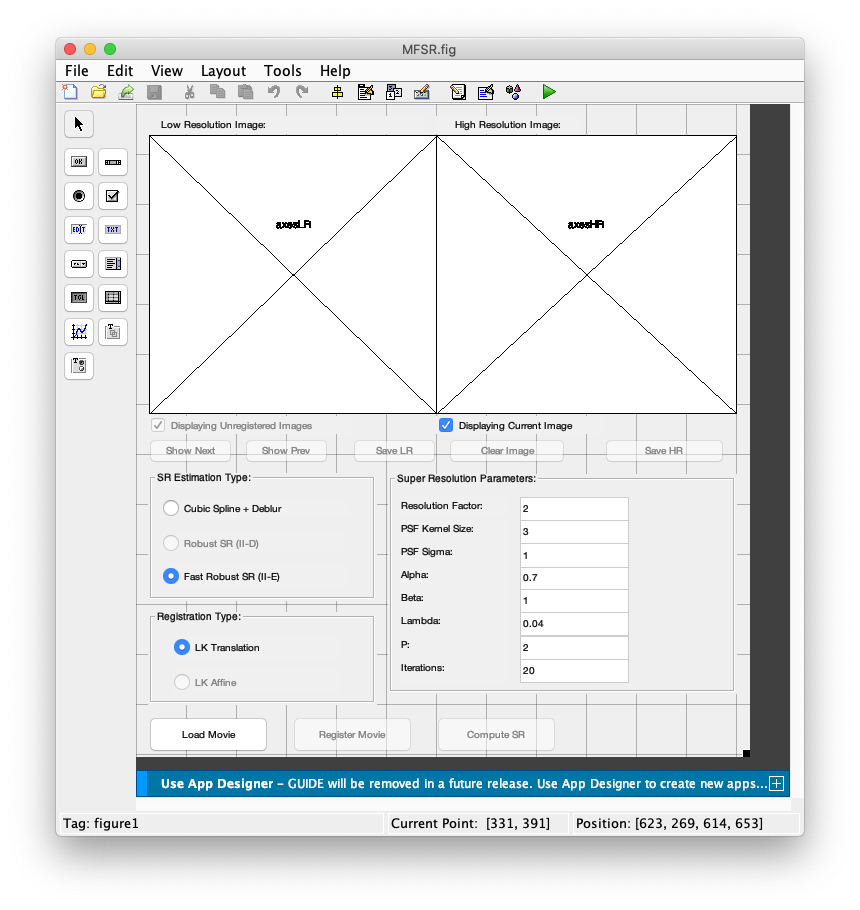 MFSR.fig
File Edit View Layout Tools Help
Low Resolution Image: High Resolution Image:
axesLR axesHR
Displaying Unregistered Images Displaying Current Image
Show Next Show Prev Save LR Clear Image Save HR
SR Estimation Type:
Cubic Spline + Deblur
Robust SR (II-D)
Fast Robust SR (II-E)
Registration Type:
LK Translation
LK Affine
Super Resolution Parameters:
Resolution Factor: 2
PSF Kernel Size: 3
PSF Sigma: 1
Alpha: 0.7
Beta: 1
Lambda: 0.04
P: 2
Iterations: 20
Load Movie Register Movie Compute SR
Use App Designer – GUIDE will be removed in a future release. Use App Designer to create new apps...
Tag: figure1 Current Point: [331, 391] Position: [623, 269, 614, 653]
OK
EDIT TXT
TGL